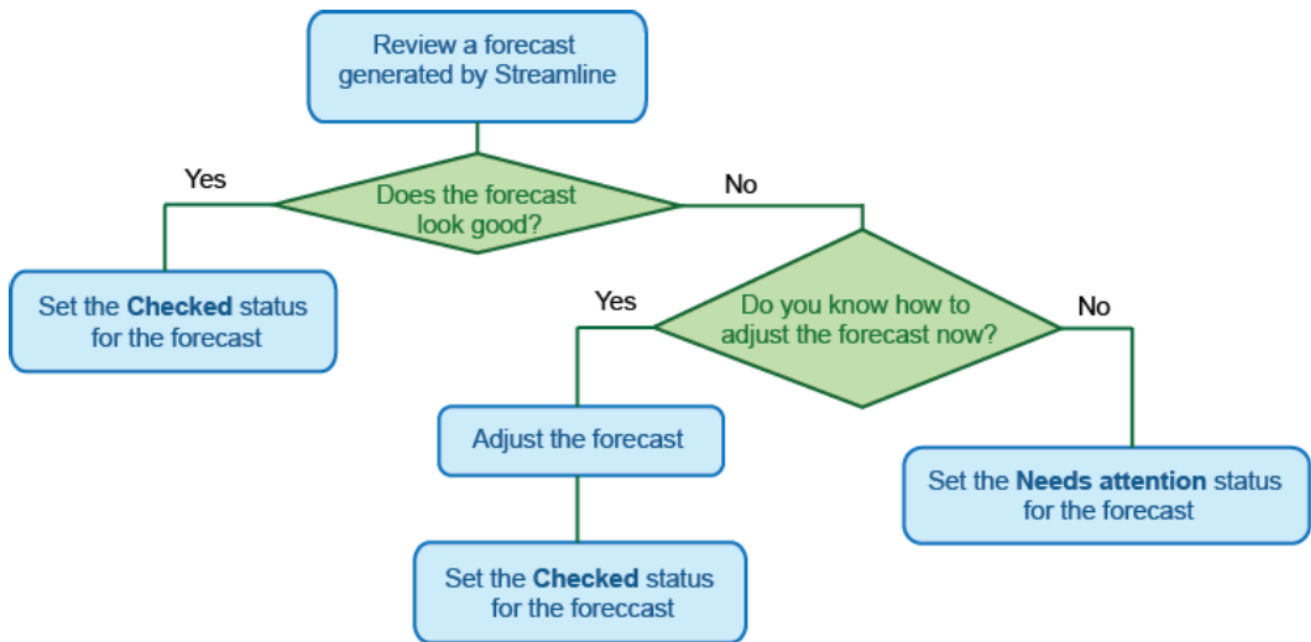 Review a forecast
generated by Streamline
Yes
Does the forecast
look good?
No
Set the Checked status
for the forecast
Yes
Do you know how to
adjust the forecast now?
No
Adjust the forecast
Set the Needs attention status
for the forecast
Set the Checked status
for the foreccast